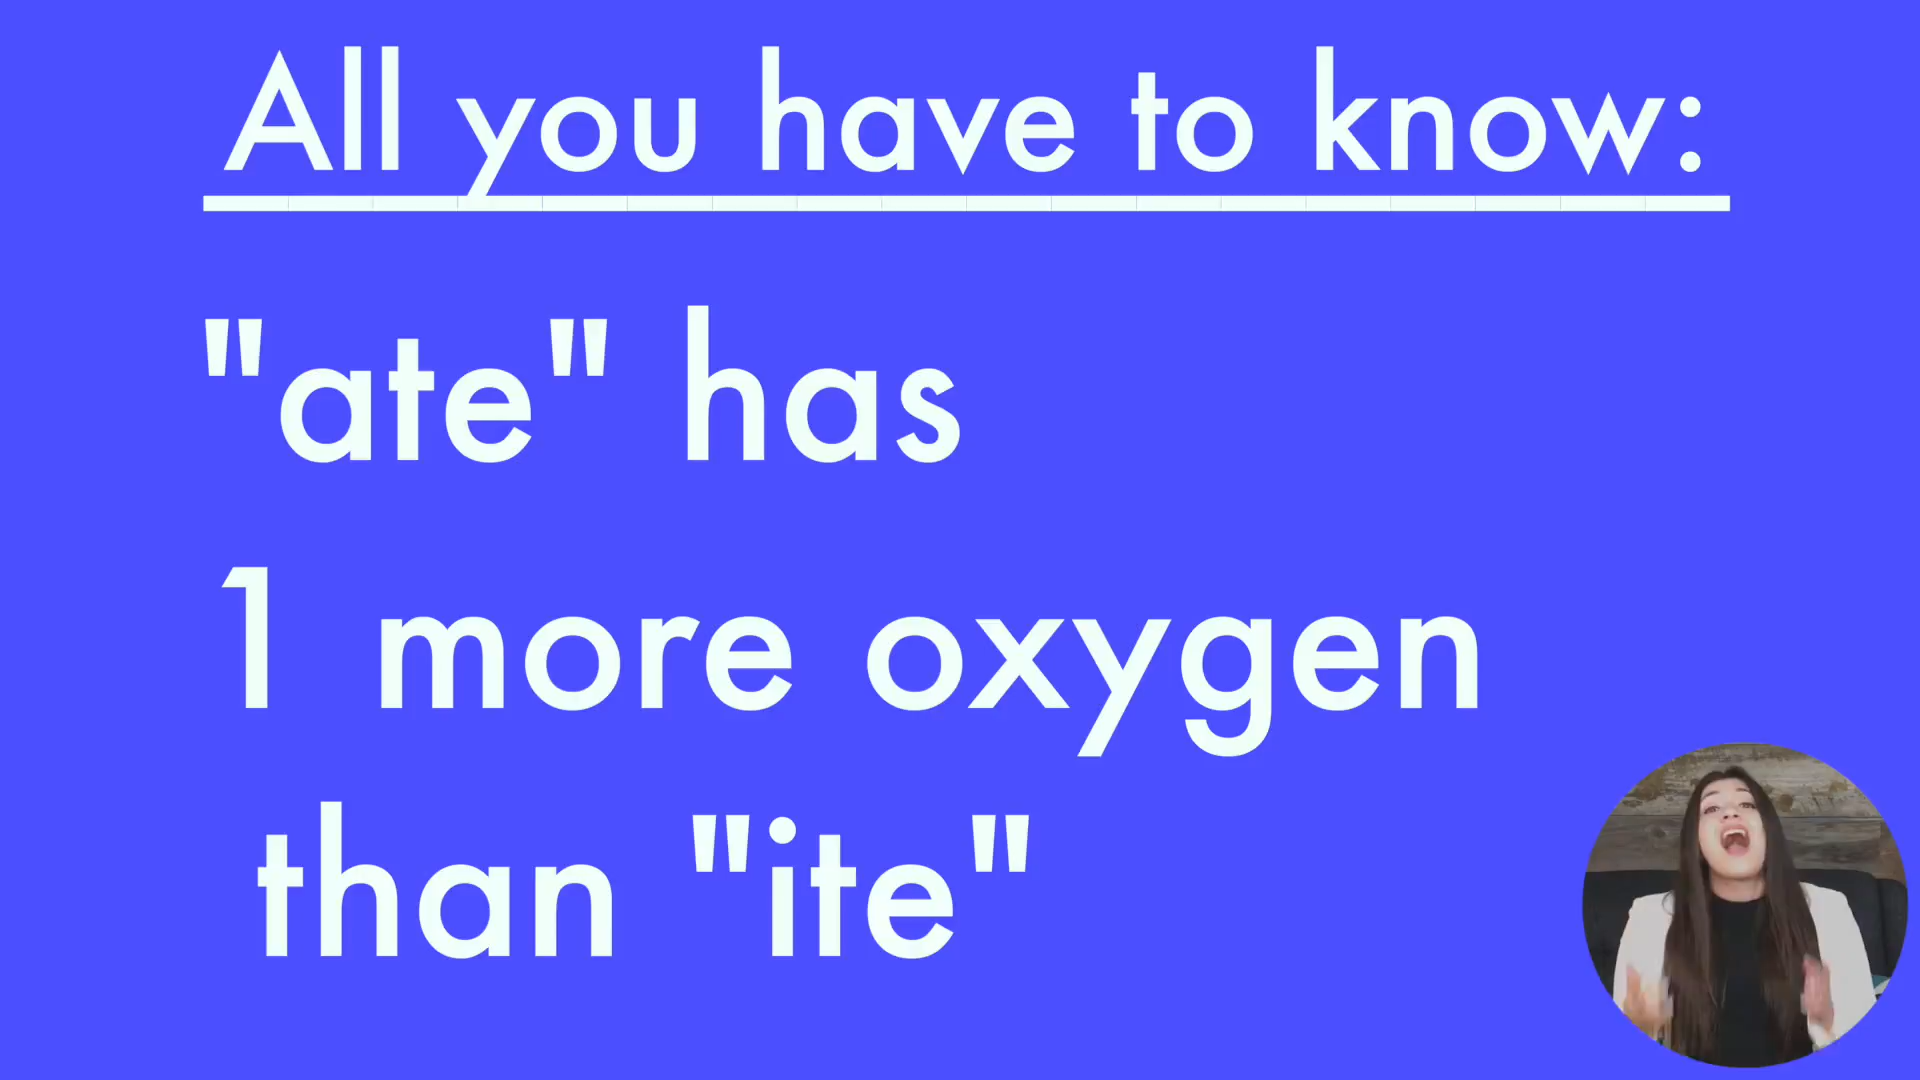 All you have to know:
"ate" has
1 more oxygen
than "ite"